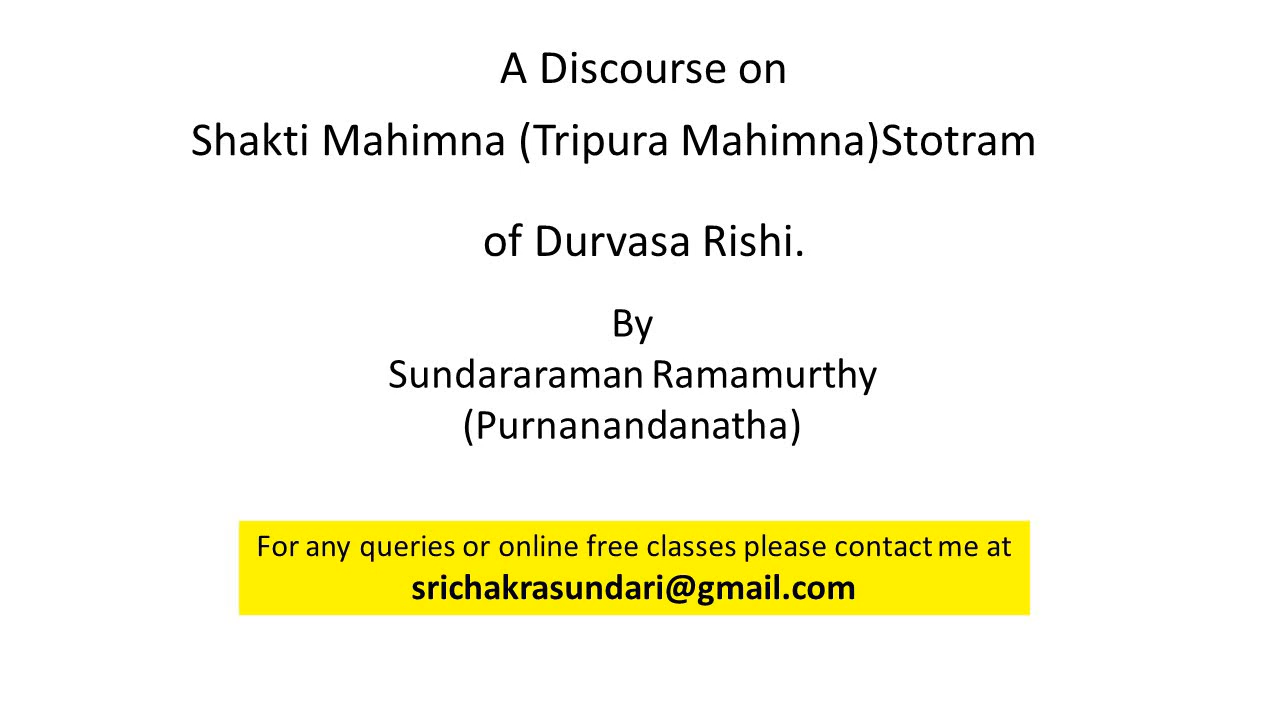 A Discourse on
Shakti Mahimna (Tripura Mahimna)Stotram
of Durvasa Rishi.
By
Sundararaman Ramamurthy
(Purnanandanatha)
For any queries or online free classes please contact me at
srichakrasundari@gmail.com